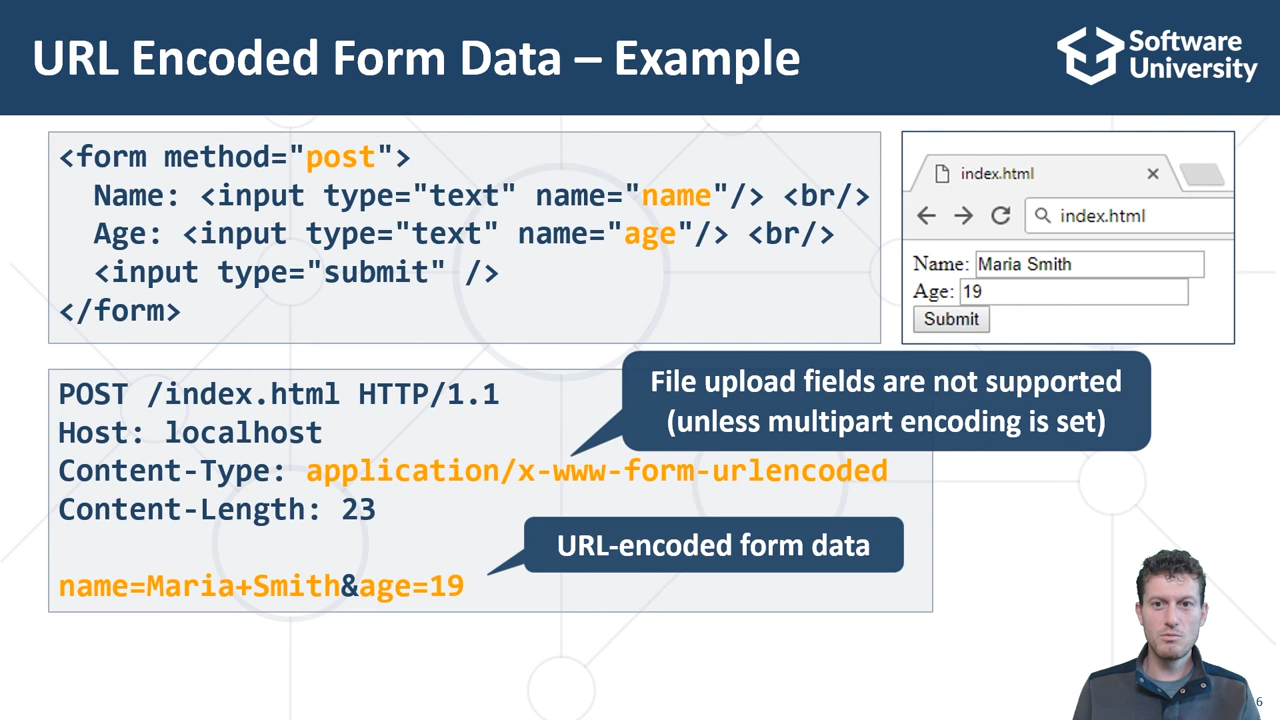 URL Encoded Form Data – Example
Software
University
<form method="post">
Name: <input type="text" name="name"/> <br/>
Age: <input type="text" name="age"/> <br/>
<input type="submit" />
</form>
index.html
index.html
Name: Maria Smith
Age: 19
Submit
File upload fields are not supported
(unless multipart encoding is set)
POST /index.html HTTP/1.1
Host: localhost
Content-Type: application/x-www-form-urlencoded
Content-Length: 23
URL-encoded form data
name=Maria+Smith&age=19
6